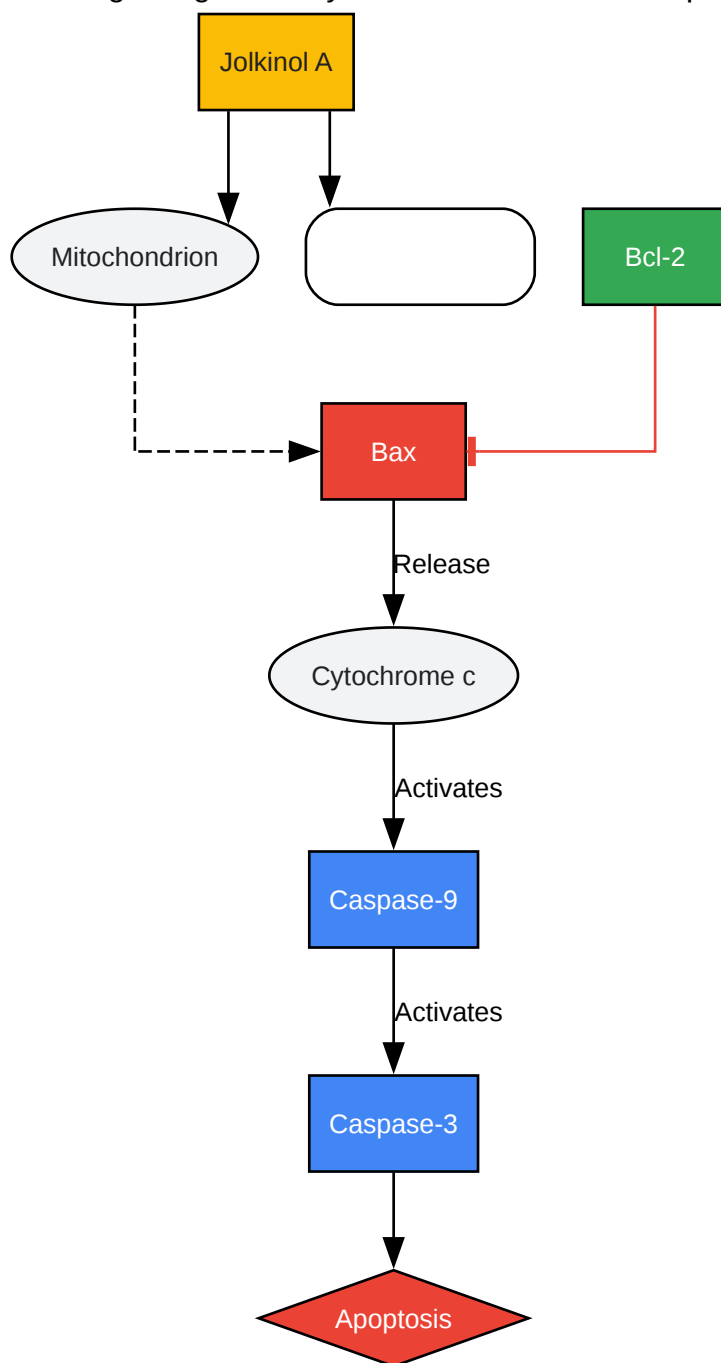 Jolkinol A
Mitochondrion
Bcl-2
Bax
Release
Cytochrome c
Activates
Caspase-9
Activates
Caspase-3
Apoptosis